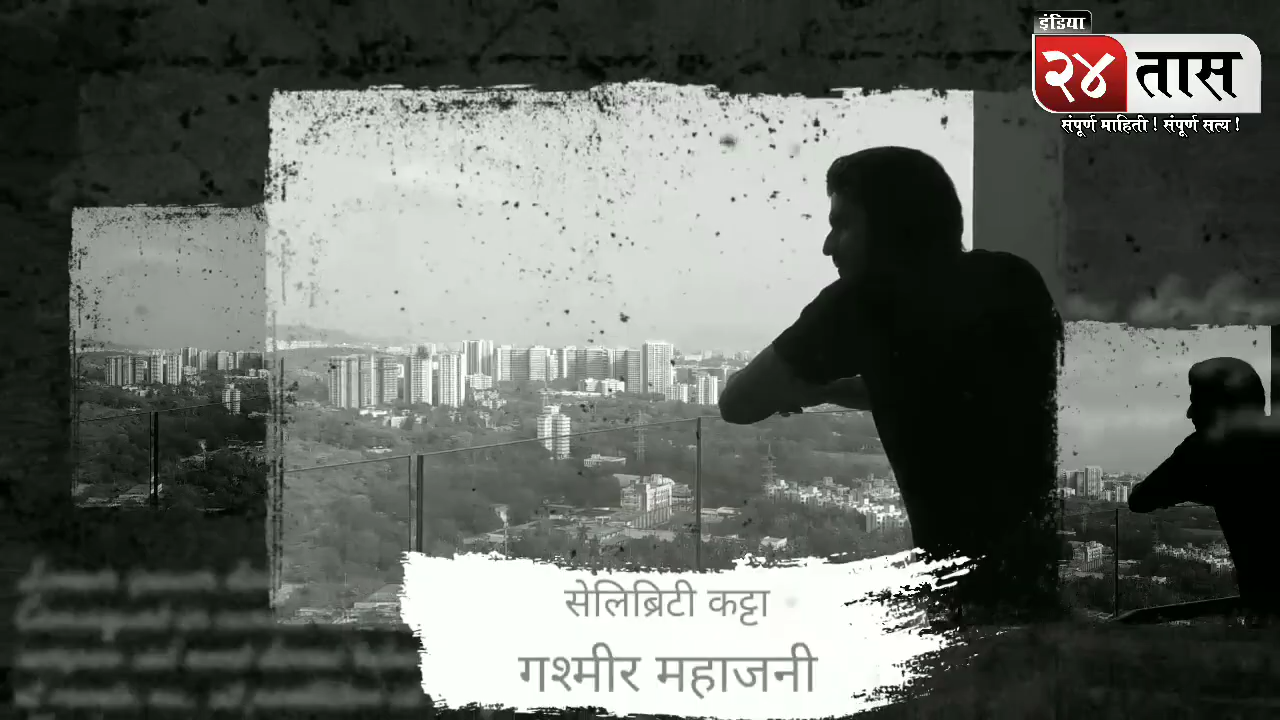 इंडिया
२४ तास
संपूर्ण माहिती ! संपूर्ण सत्य !
सेलिब्रिटी कट्टा
गश्मीर महाजनी